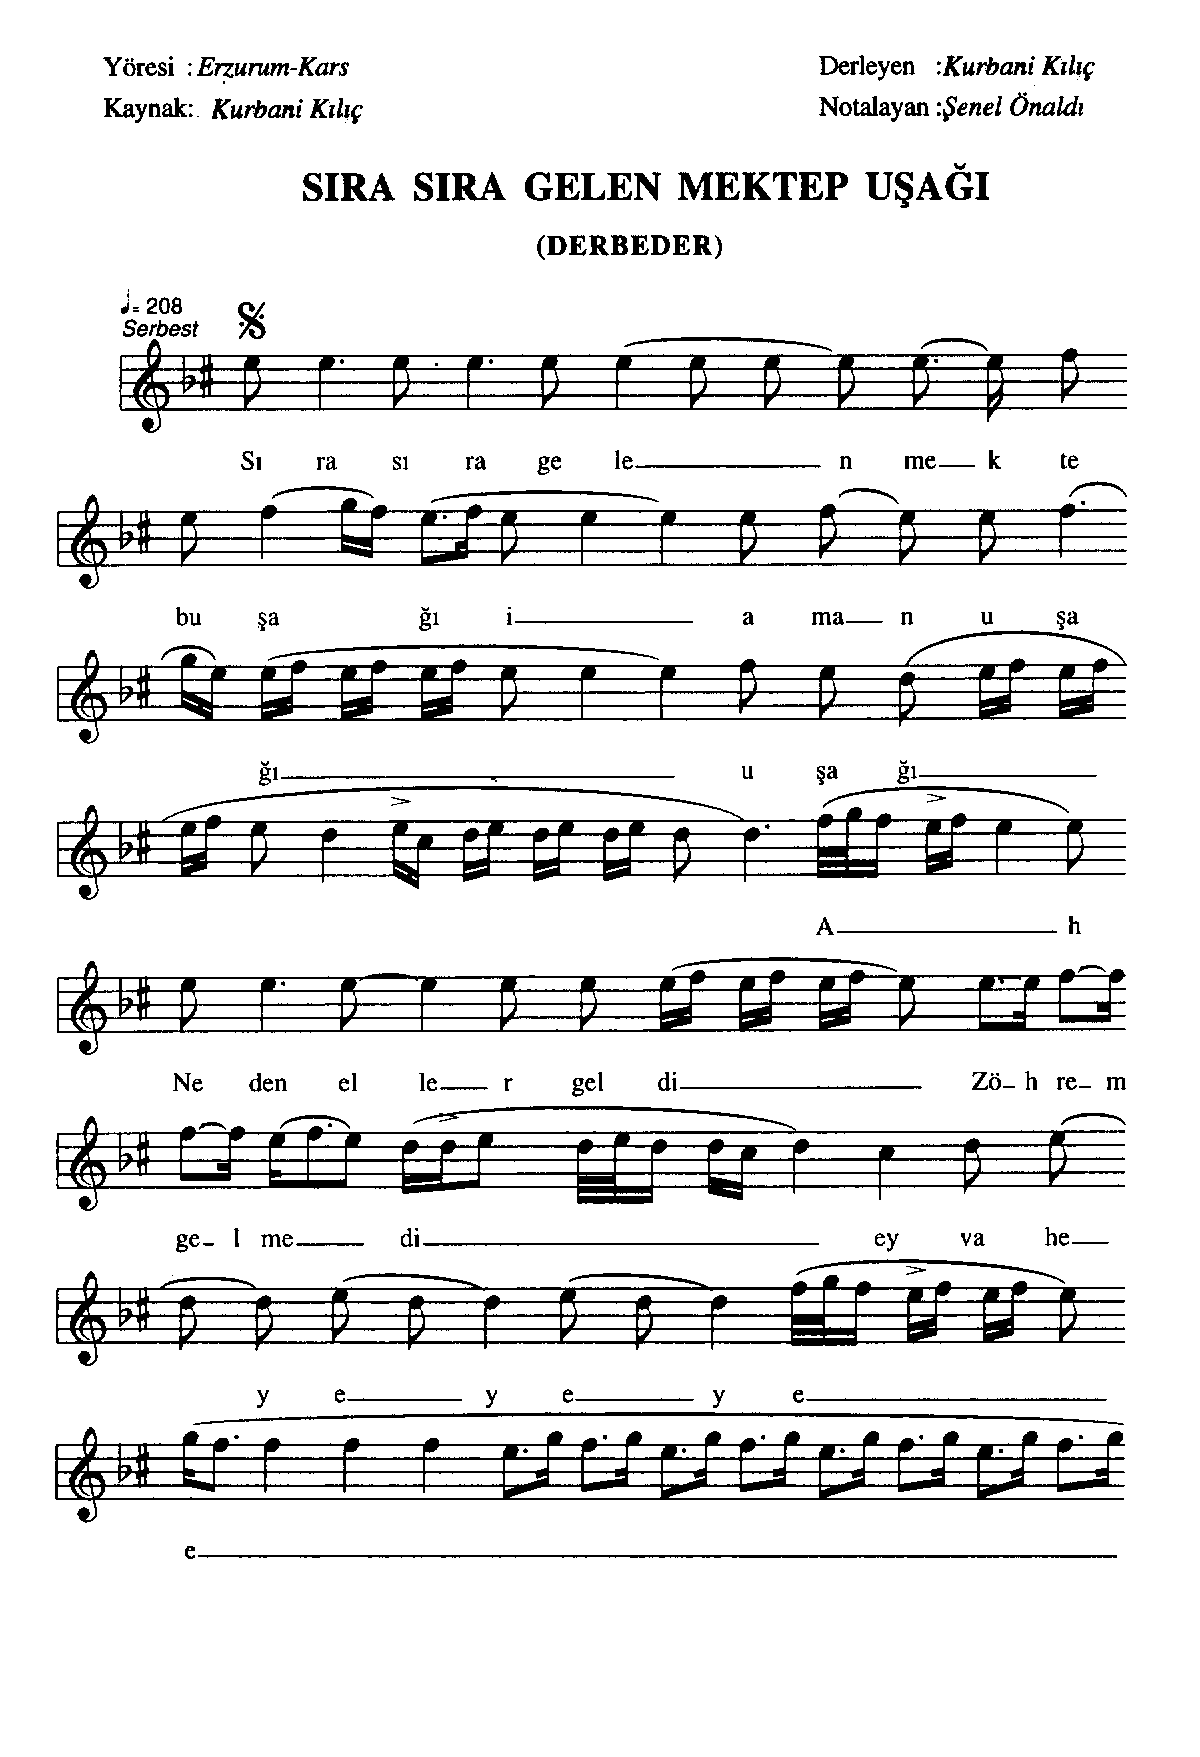 Yöresi : Erzurum-Kars
Derleyen : Kurbani Kılıç
Kaynak: Kurbani Kılıç
Notalayan : Şenel Önaldı
SIRA SIRA GELEN MEKTEP UŞAĞI
(DERBEDER)
♩= 208
Serbest
Sı ra sı ra ge le n me k te
bu şa ğı i a ma n u şa
ğı u şa ğı
A h
Ne den el le r gel di Zö h re m
ge l me di ey va he
y e y e y e
e